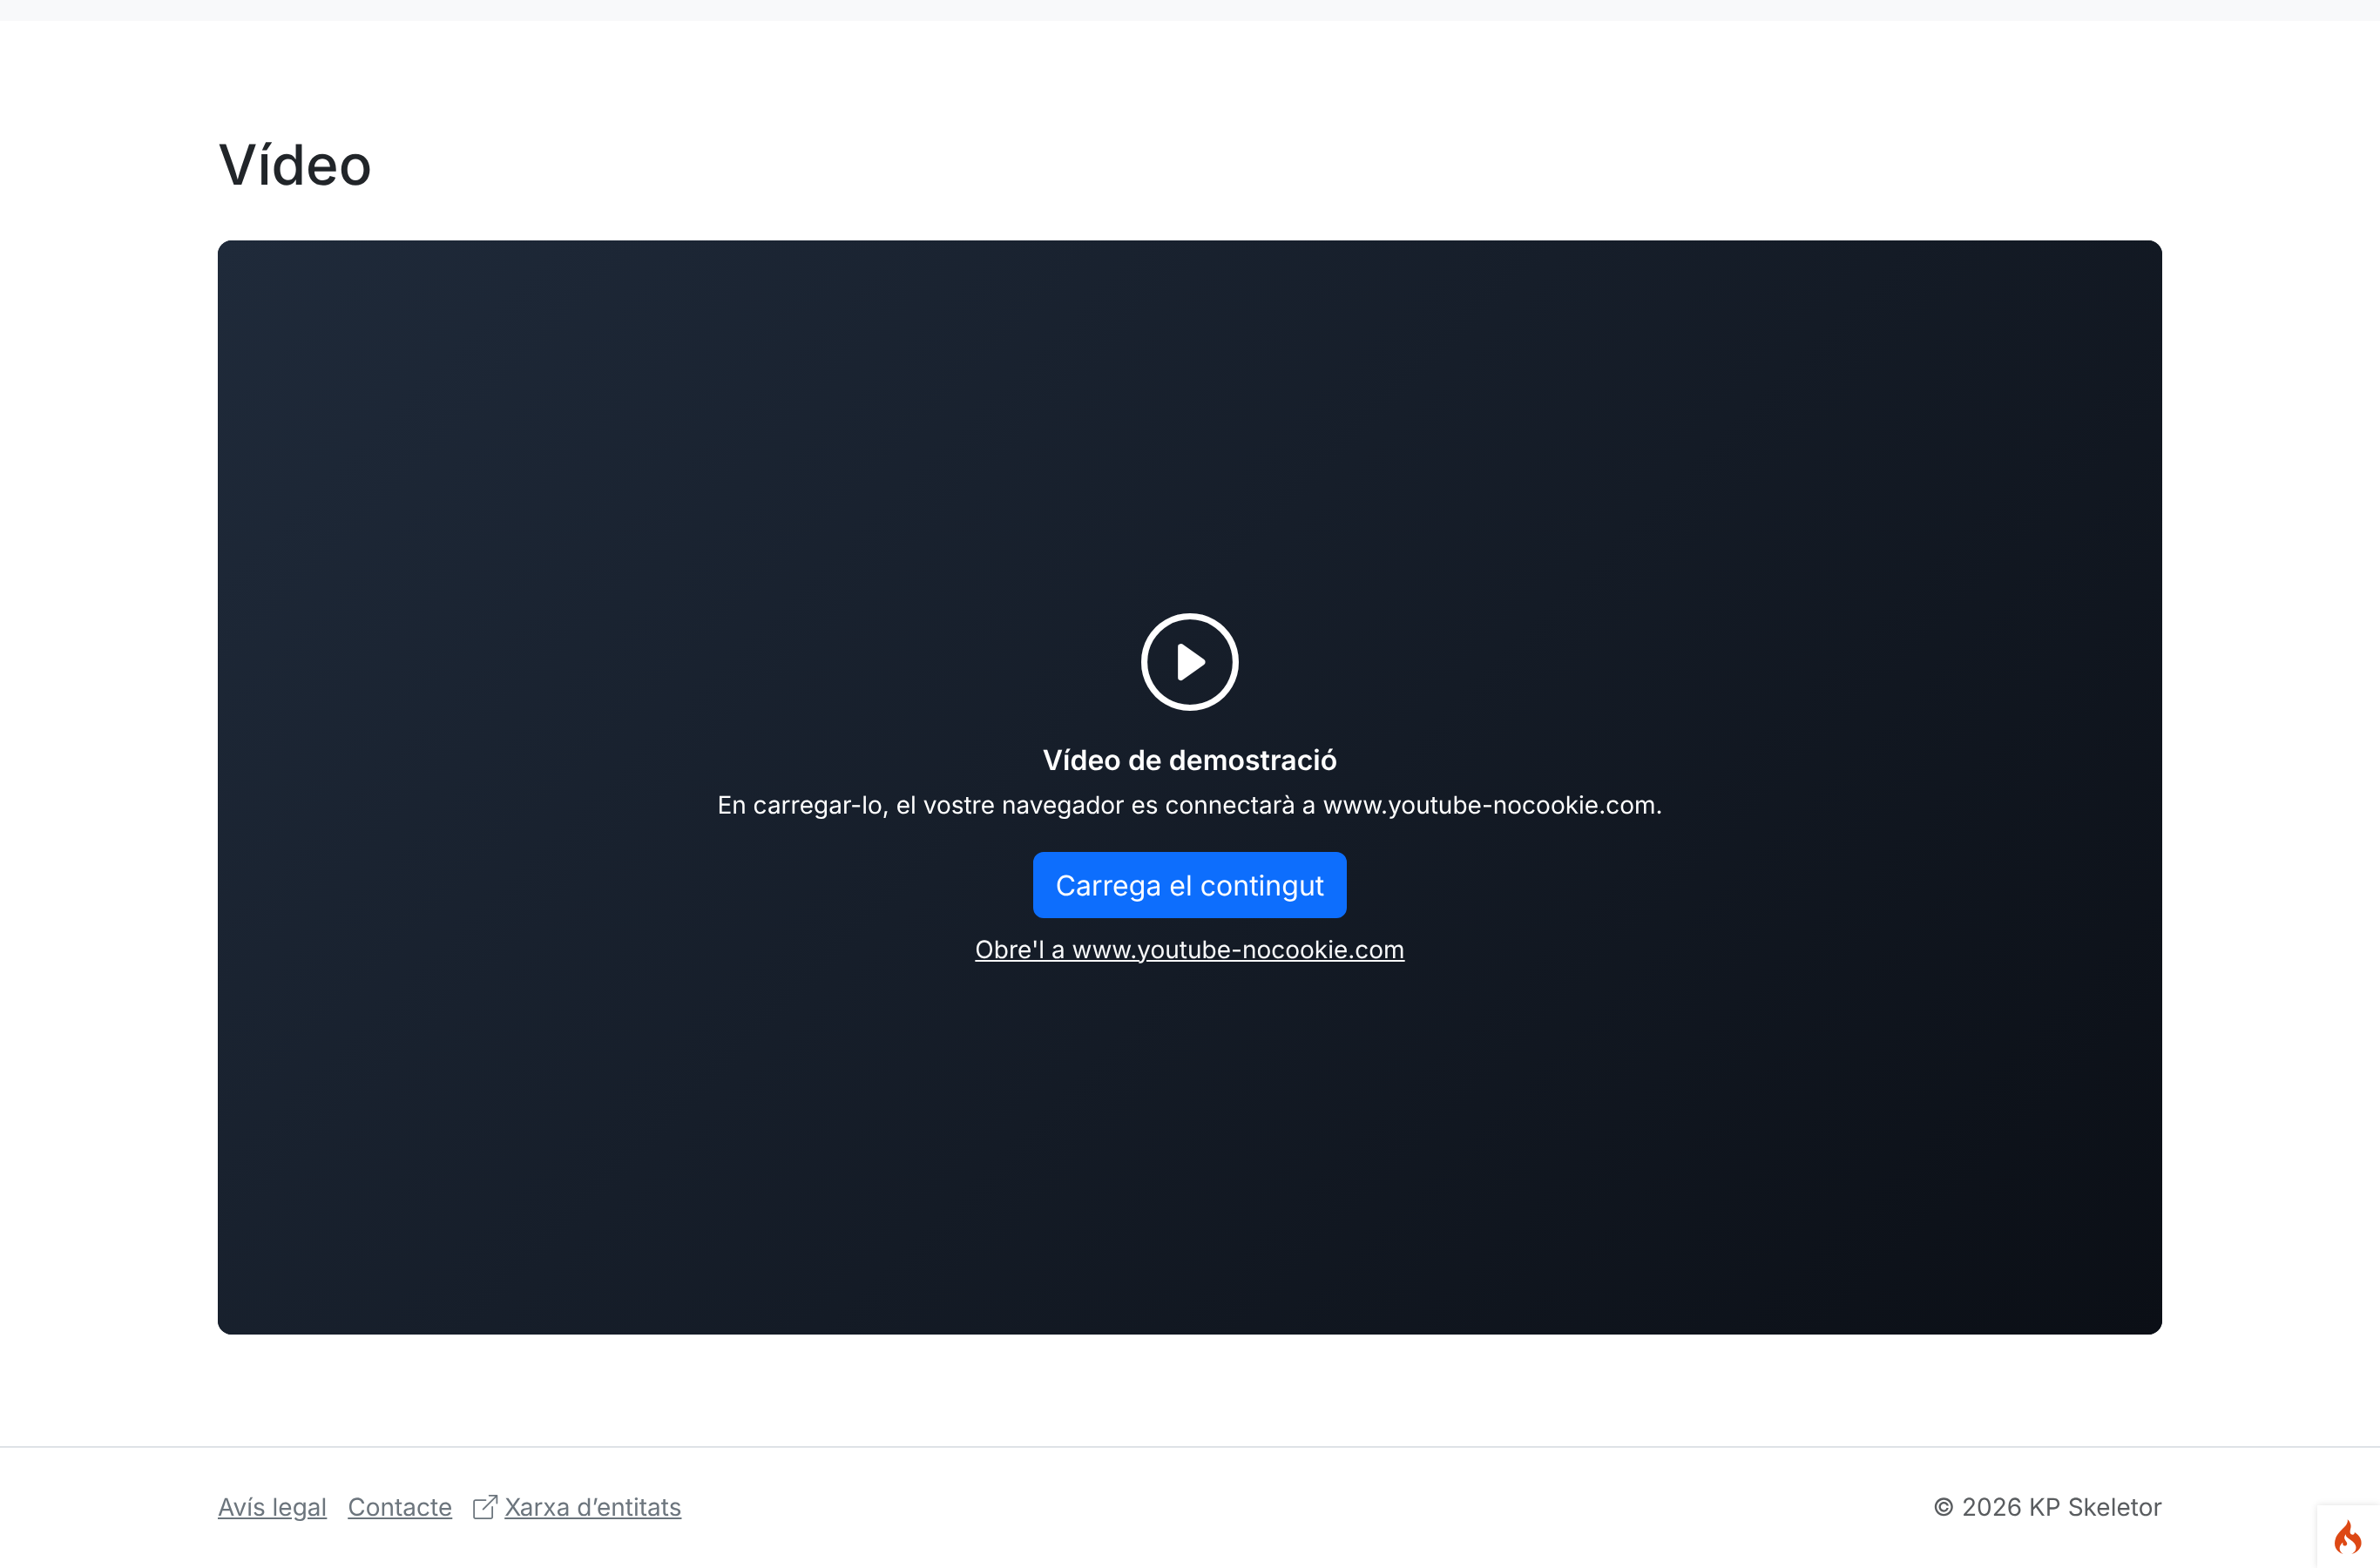 Vídeo
Vídeo de demostració
En carregar-lo, el vostre navegador es connectarà a www.youtube-nocookie.com.
Carrega el contingut
Obre'l a www.youtube-nocookie.com
Avís legal Contacte Xarxa d’entitats © 2026 KP Skeletor